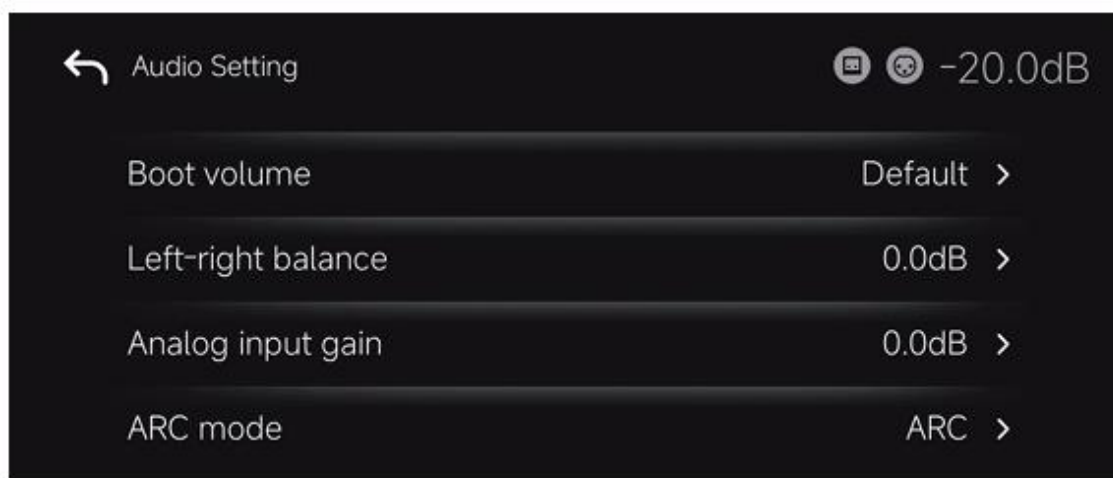 Audio Setting -20.0dB
Boot volume Default
Left-right balance 0.0dB
Analog input gain 0.0dB
ARC mode ARC